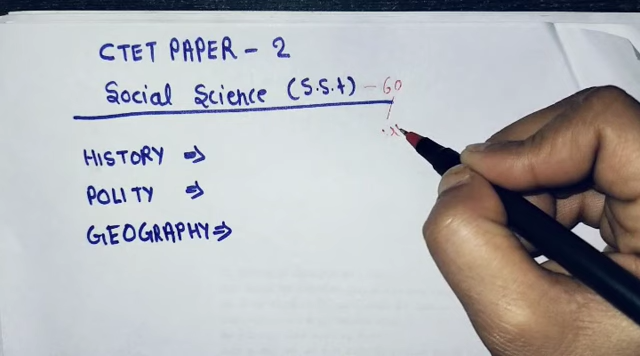 CTET PAPER - 2
Social Science (S.S.t) - 60
HISTORY ⇒
POLITY ⇒
GEOGRAPHY ⇒